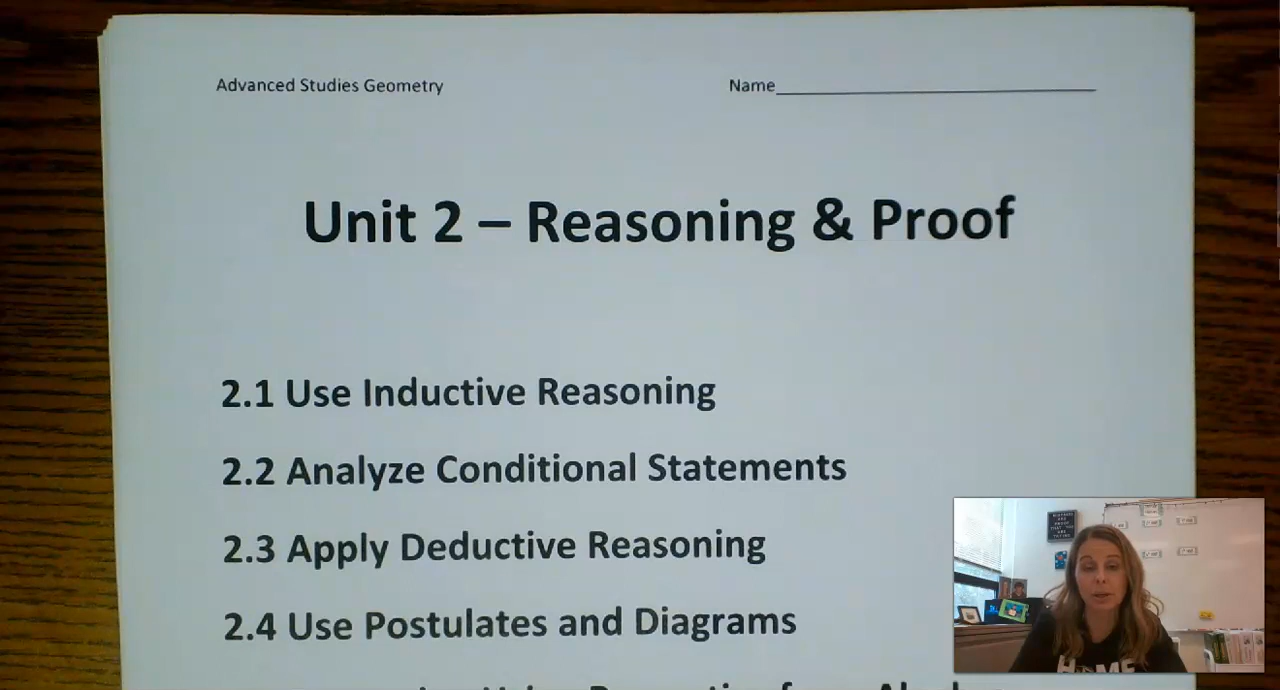 Advanced Studies Geometry Name
Unit 2 – Reasoning & Proof
2.1 Use Inductive Reasoning
2.2 Analyze Conditional Statements
2.3 Apply Deductive Reasoning
2.4 Use Postulates and Diagrams